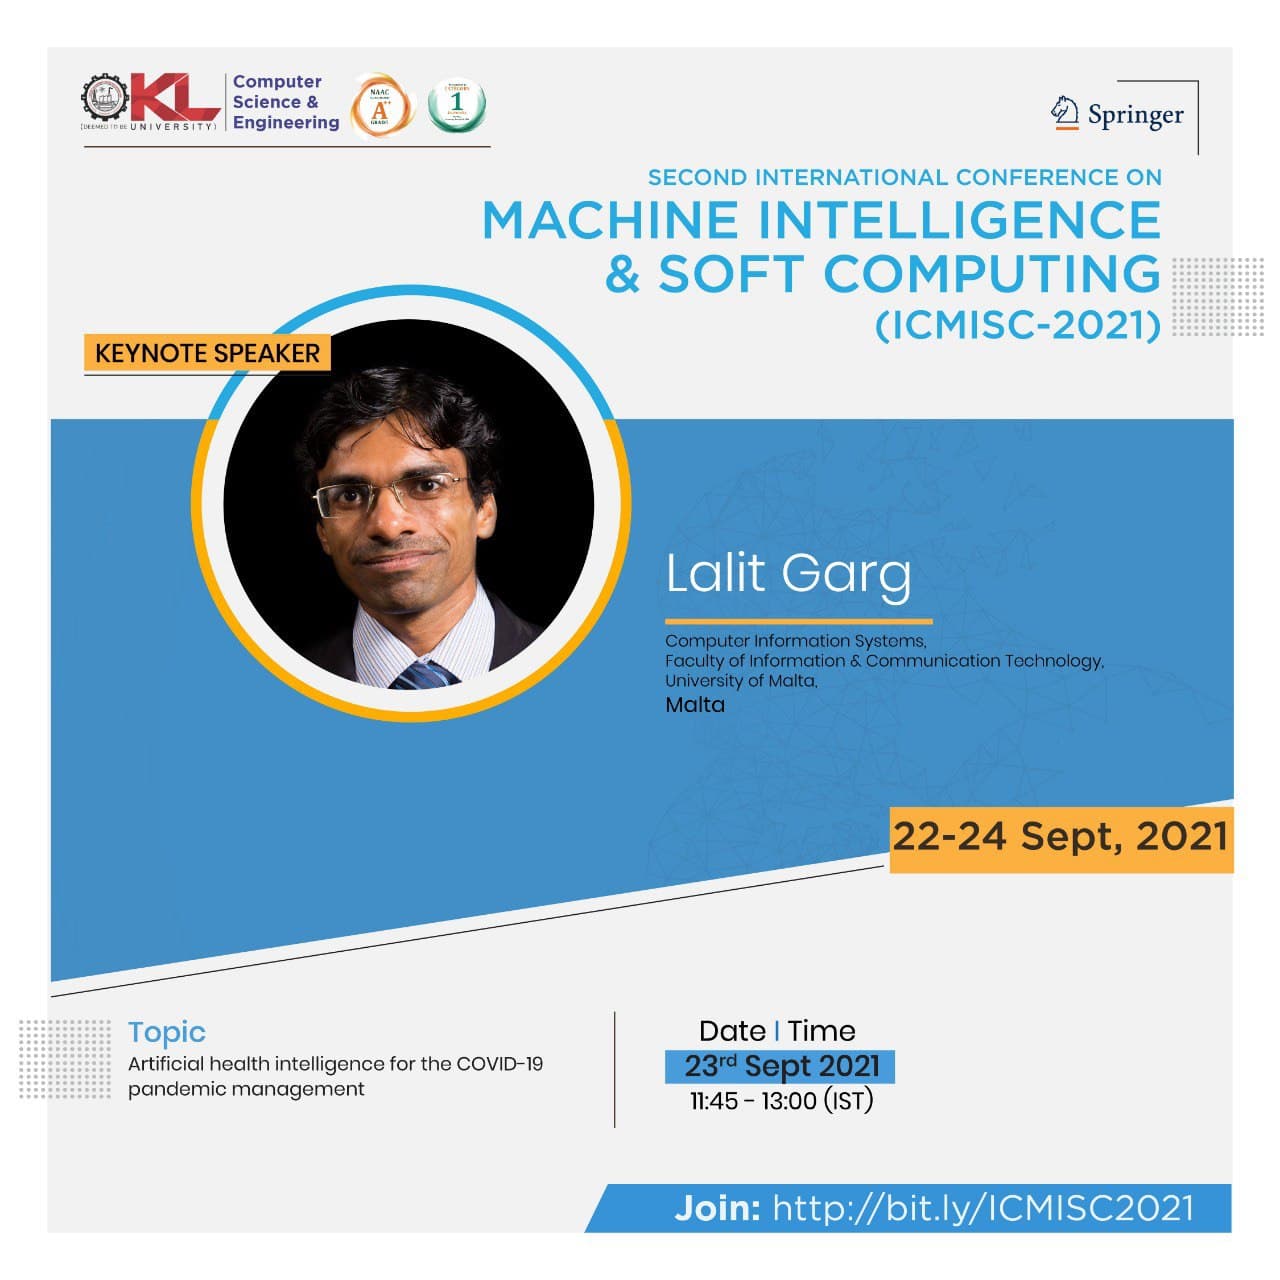 KL
(DEEMED TO BE UNIVERSITY)
Computer
Science &
Engineering
NAAC
A++
GRADE
CATEGORY
1
Springer
SECOND INTERNATIONAL CONFERENCE ON
MACHINE INTELLIGENCE
& SOFT COMPUTING
(ICMISC-2021)
KEYNOTE SPEAKER
Lalit Garg
Computer Information Systems,
Faculty of Information & Communication Technology,
University of Malta,
Malta
22-24 Sept, 2021
Topic
Artificial health intelligence for the COVID-19
pandemic management
Date I Time
23rd Sept 2021
11:45 – 13:00 (IST)
Join: http://bit.ly/ICMISC2021